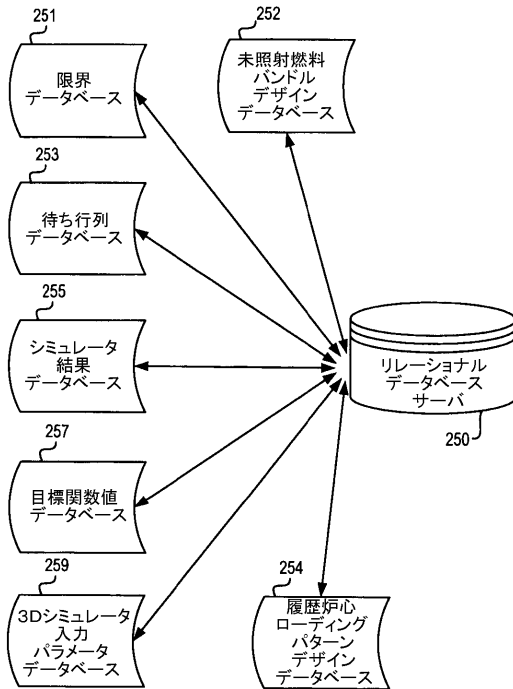 251
限界
データベース
252
未照射燃料
バンドル
デザイン
データベース
253
待ち行列
データベース
255
シミュレータ
結果
データベース
リレーショナル
データベース
サーバ
250
257
目標関数値
データベース
259
3Dシミュレータ
入力
パラメータ
データベース
254
履歴炉心
ローディング
パターン
デザイン
データベース